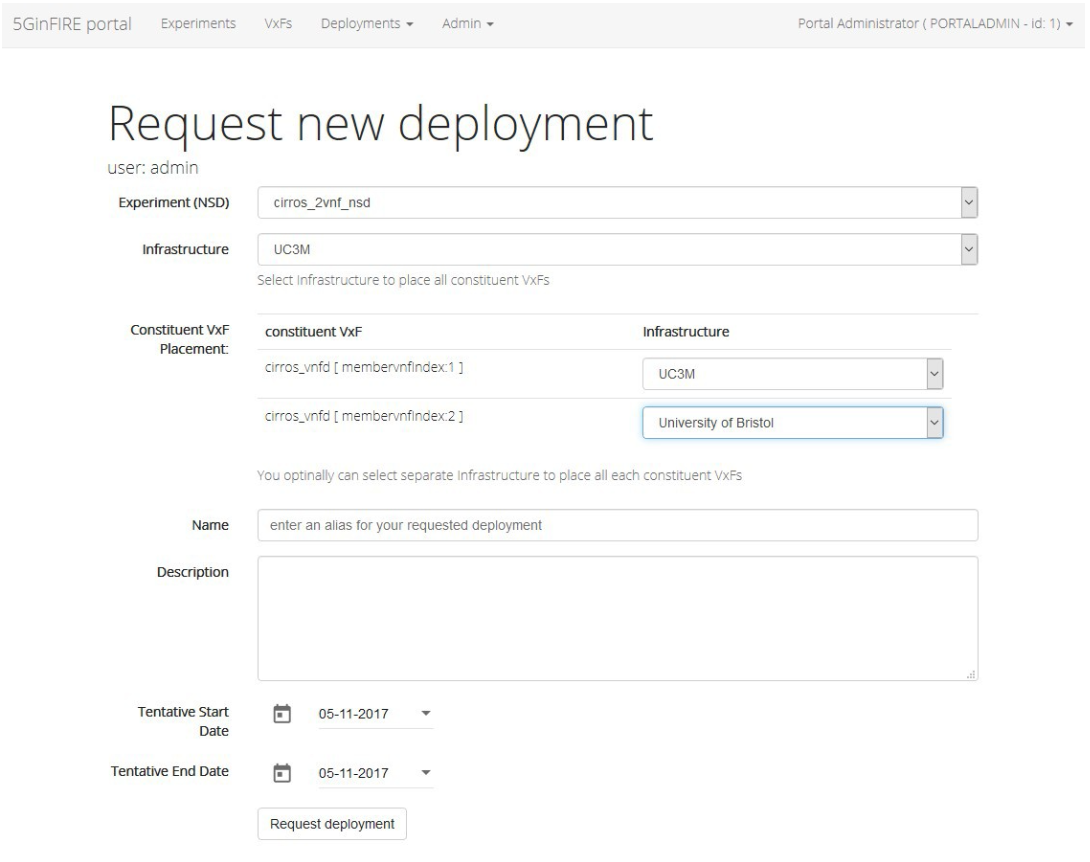 5GinFIRE portal Experiments VxFs Deployments Admin Portal Administrator ( PORTALADMIN - id: 1)
Request new deployment
user: admin
Experiment (NSD) cirros_2vnf_nsd
Infrastructure UC3M
Select Infrastructure to place all constituent VxFs
Constituent VxF
Placement:
constituent VxF Infrastructure
cirros_vnfd [ membervnfIndex:1 ] UC3M
cirros_vnfd [ membervnfIndex:2 ] University of Bristol
You optinally can select separate Infrastructure to place all each constituent VxFs
Name enter an alias for your requested deployment
Description
Tentative Start
Date
05-11-2017
Tentative End Date 05-11-2017
Request deployment